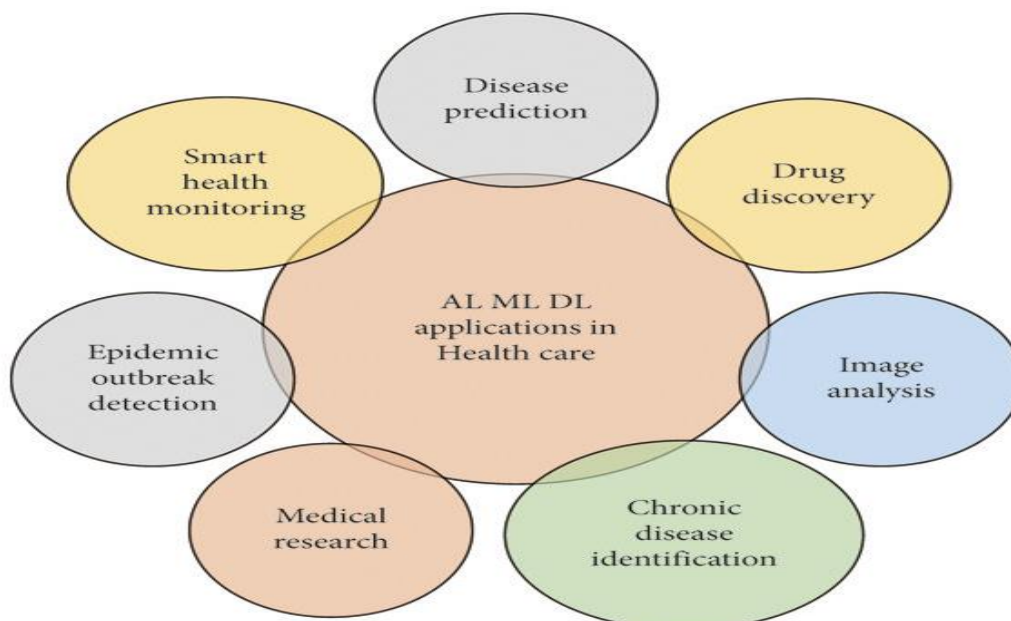 Disease
prediction
Smart
health
monitoring
Drug
discovery
AL ML DL
applications in
Health care
Epidemic
outbreak
detection
Image
analysis
Medical
research
Chronic
disease
identification